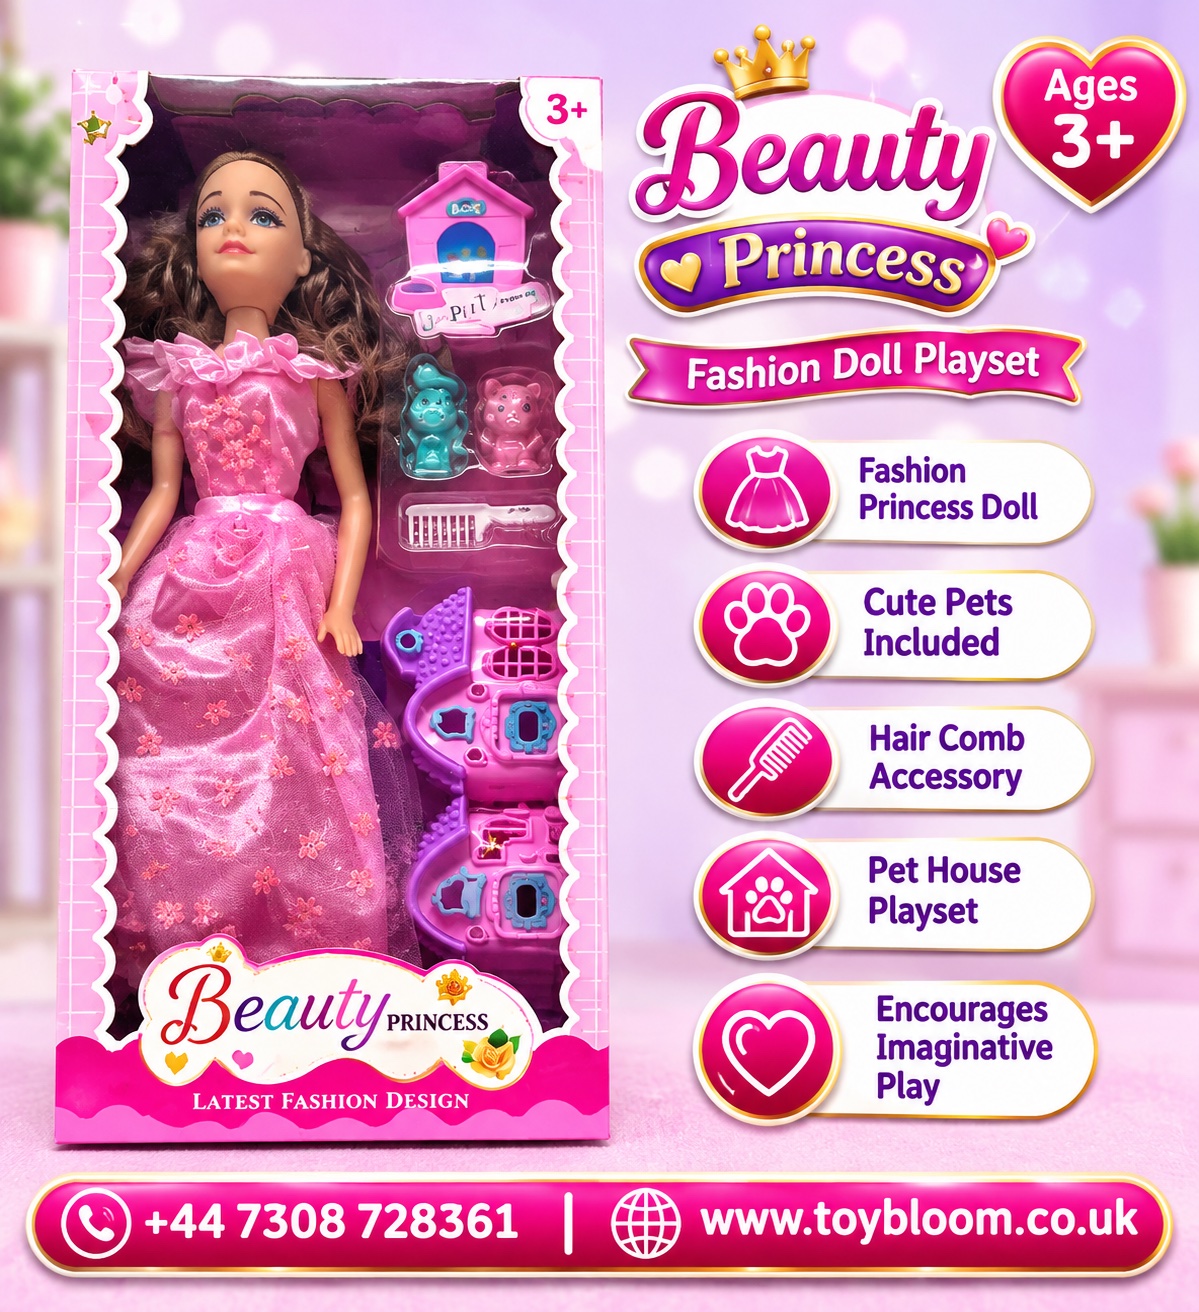 3+
Beauty PRINCESS
LATEST FASHION DESIGN
Beauty
Princess
Ages
3+
Fashion Doll Playset
Fashion
Princess Doll
Cute Pets
Included
Hair Comb
Accessory
Pet House
Playset
Encourages
Imaginative
Play
+44 7308 728361 | www.toybloom.co.uk